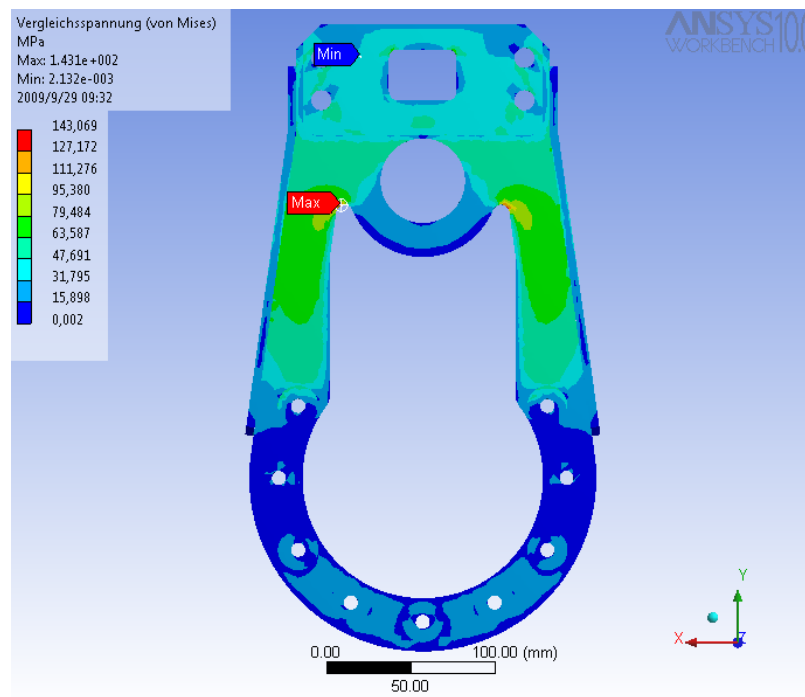 Vergleichsspannung (von Mises)
MPa
Max: 1.431e+002
Min: 2.132e-003
2009/9/29 09:32
143,069
127,172
111,276
95,380
79,484
63,587
47,691
31,795
15,898
0,002
ANSYS 10.0
WORKBENCH
Min
Max
Y
X
Z
0.00
100.00 (mm)
50.00